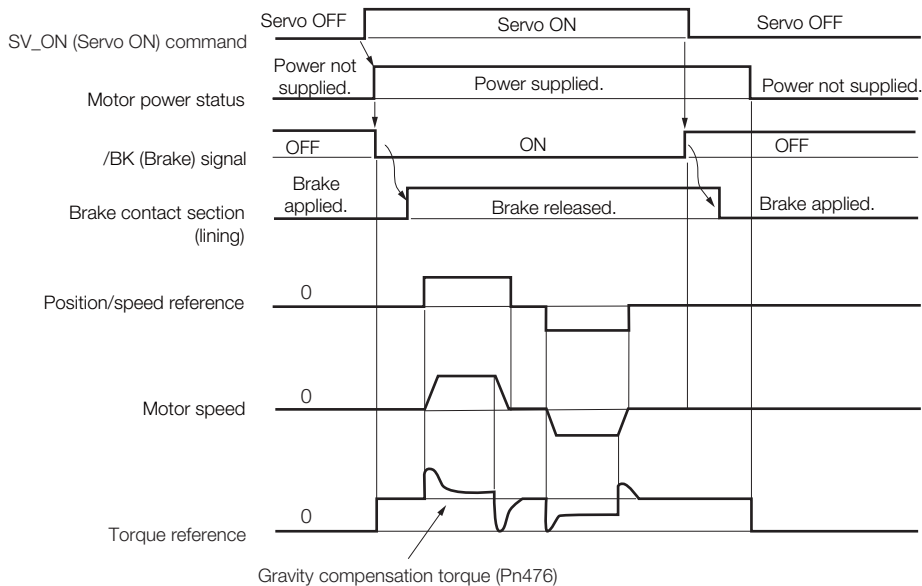 Servo OFF
Servo ON
Servo OFF
SV_ON (Servo ON) command
Power not
supplied.
Power supplied.
Power not supplied.
Motor power status
OFF
ON
OFF
/BK (Brake) signal
Brake
applied.
Brake released.
Brake applied.
Brake contact section
(lining)
0
Position/speed reference
0
Motor speed
0
Torque reference
Gravity compensation torque (Pn476)